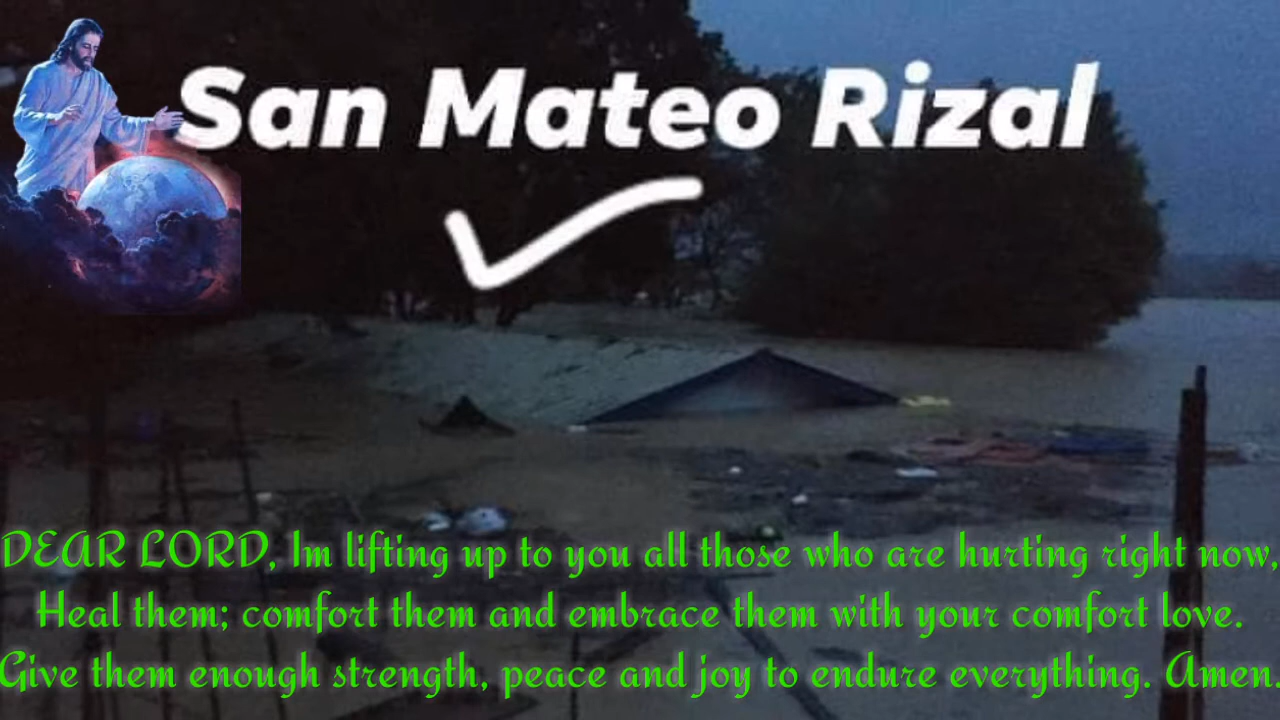 San Mateo Rizal
DEAR LORD, Im lifting up to you all those who are hurting right now,
Heal them; comfort them and embrace them with your comfort love.
Give them enough strength, peace and joy to endure everything. Amen.